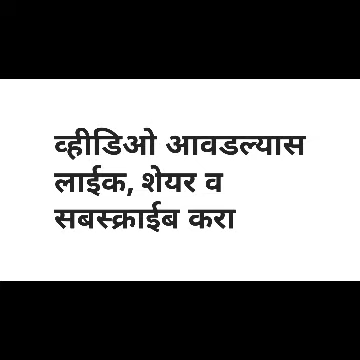 व्हीडिओ आवडल्यास
लाईक, शेयर व
सबस्क्राईब करा